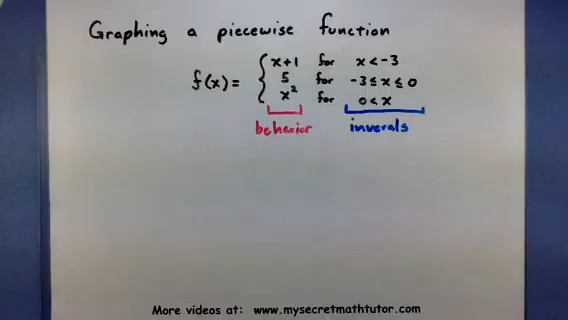 Graphing a piecewise function
f(x) = { x+1 for x < -3
5 for -3 ≤ x ≤ 0
x² for 0 < x
behavior inverals
More videos at: www.mysecretmathtutor.com